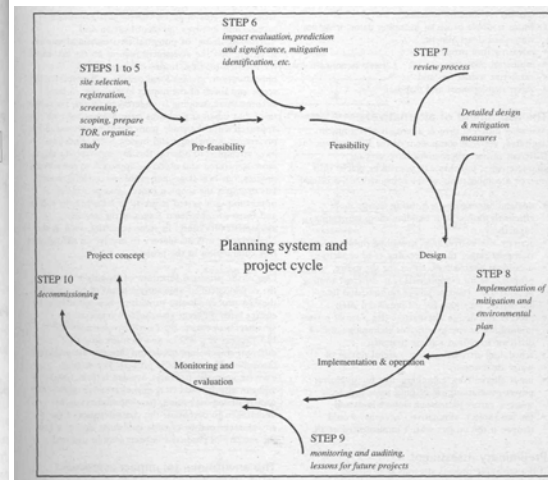 STEP 6
impact evaluation, prediction
and significance, mitigation
identification, etc.
STEPS 1 to 5
site selection,
registration,
screening,
scoping, prepare
TOR, organise
study
STEP 7
review process
Detailed design
& mitigation
measures
Pre-feasibility
Feasibility
Planning system and
project cycle
Project concept
Design
STEP 10
decommissioning
STEP 8
Implementation of
mitigation and
environmental
plan
Monitoring and
evaluation
Implementation & operation
STEP 9
monitoring and auditing,
lessons for future projects